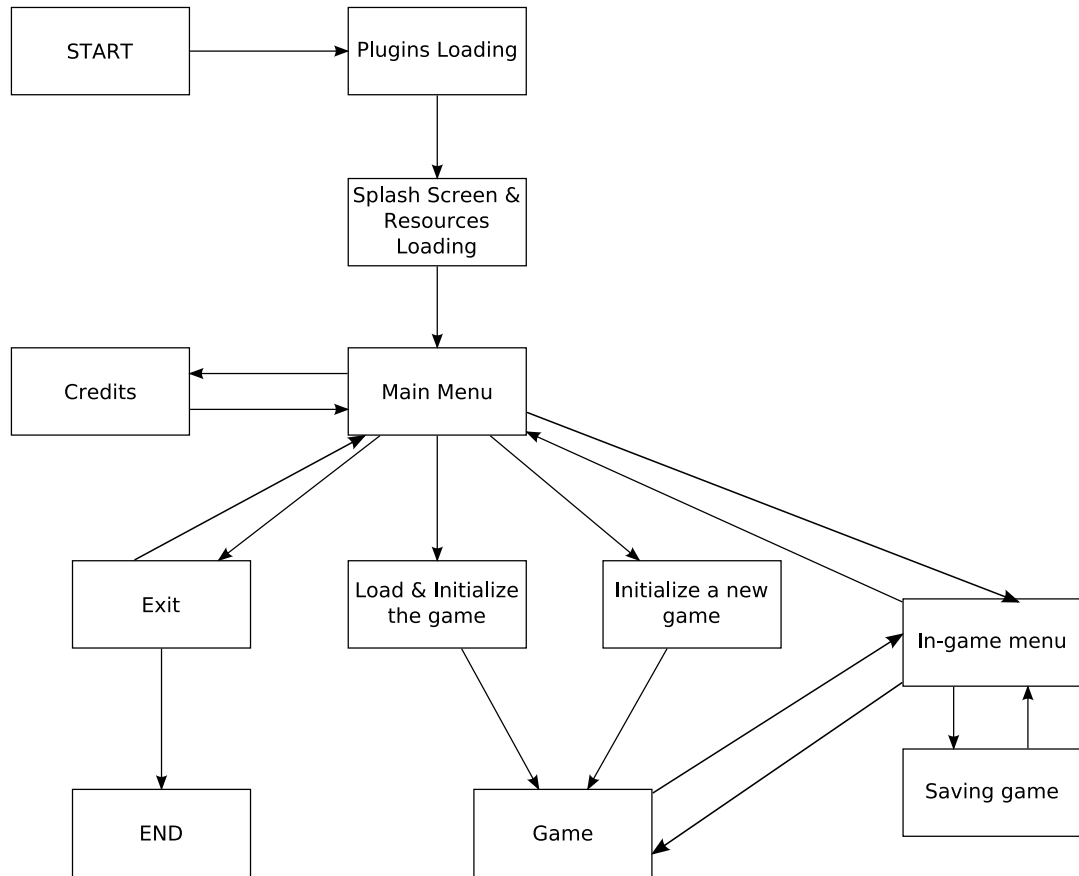 START
Plugins Loading
Splash Screen &
Resources
Loading
Credits
Main Menu
Exit
Load & Initialize
the game
Initialize a new
game
In-game menu
Saving game
END
Game